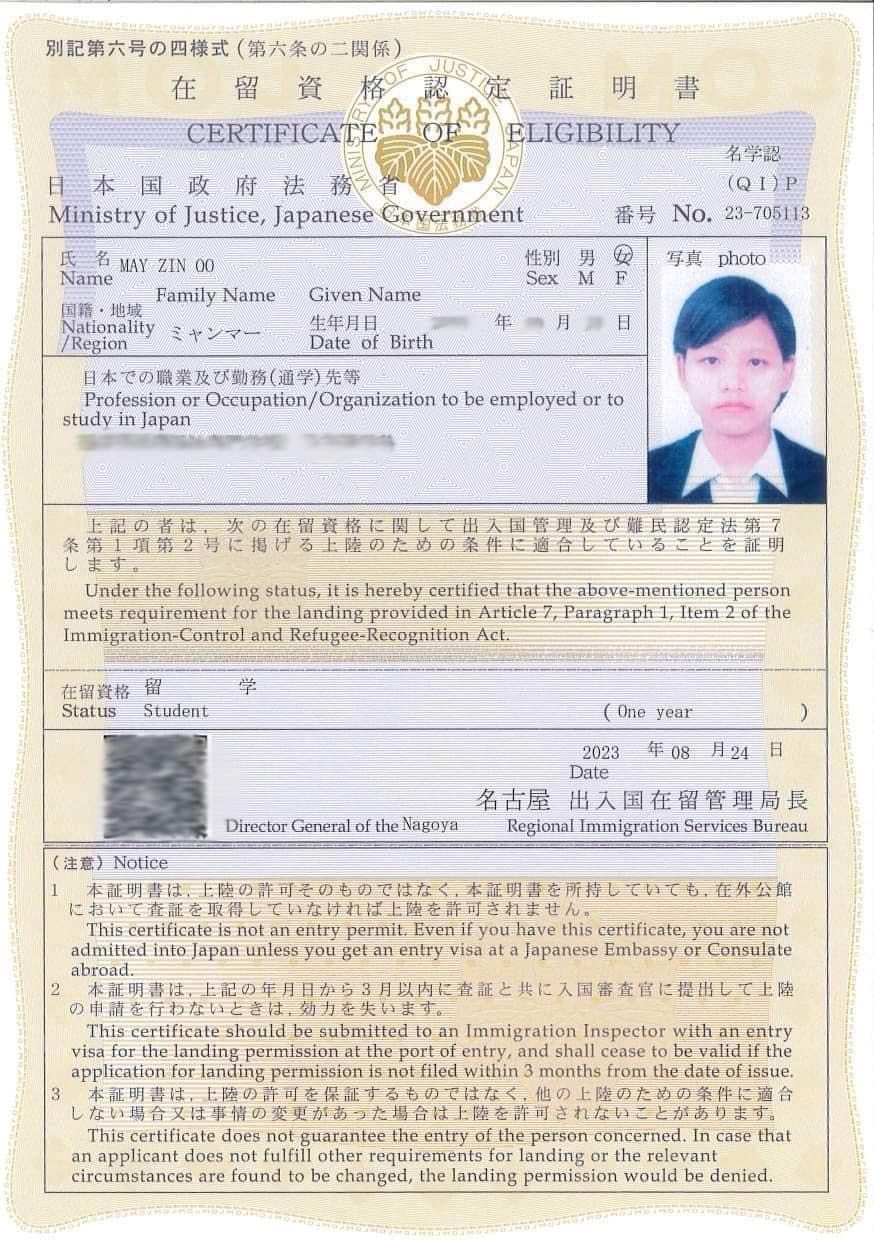 別記第六号の四様式(第六条の二関係)
在留資格認定証明書
CERTIFICATE OF ELIGIBILITY
MINISTRY OF JUSTICE, JAPAN
日本国政府法務省
Ministry of Justice, Japanese Government
名学認
(QI)P
番号 No. 23-705113
氏名 MAY ZIN OO
Name
Family Name Given Name
性別 男 女
Sex M F
写真 photo
国籍・地域
Nationality ミャンマー
/Region
生年月日 年 月 日
Date of Birth
日本での職業及び勤務(通学)先等
Profession or Occupation/Organization to be employed or to
study in Japan
上記の者は,次の在留資格に関して出入国管理及び難民認定法第7
条第1項第2号に掲げる上陸のための条件に適合していることを証明
します。
Under the following status, it is hereby certified that the above-mentioned person
meets requirement for the landing provided in Article 7, Paragraph 1, Item 2 of the
Immigration-Control and Refugee-Recognition Act.
在留資格 留学
Status Student ( One year )
2023 年 08 月 24 日
Date
名古屋 出入国在留管理局長
Director General of the Nagoya Regional Immigration Services Bureau
(注意) Notice
1 本証明書は,上陸の許可そのものではなく,本証明書を所持していても,在外公館
において査証を取得していなければ上陸を許可されません。
This certificate is not an entry permit. Even if you have this certificate, you are not
admitted into Japan unless you get an entry visa at a Japanese Embassy or Consulate
abroad.
2 本証明書は,上記の年月日から3月以内に査証と共に入国審査官に提出して上陸
の申請を行わないときは,効力を失います。
This certificate should be submitted to an Immigration Inspector with an entry
visa for the landing permission at the port of entry, and shall cease to be valid if the
application for landing permission is not filed within 3 months from the date of issue.
3 本証明書は,上陸の許可を保証するものではなく,他の上陸のための条件に適合
しない場合又は事情の変更があった場合は上陸を許可されないことがあります。
This certificate does not guarantee the entry of the person concerned. In case that
an applicant does not fulfill other requirements for landing or the relevant
circumstances are found to be changed, the landing permission would be denied.